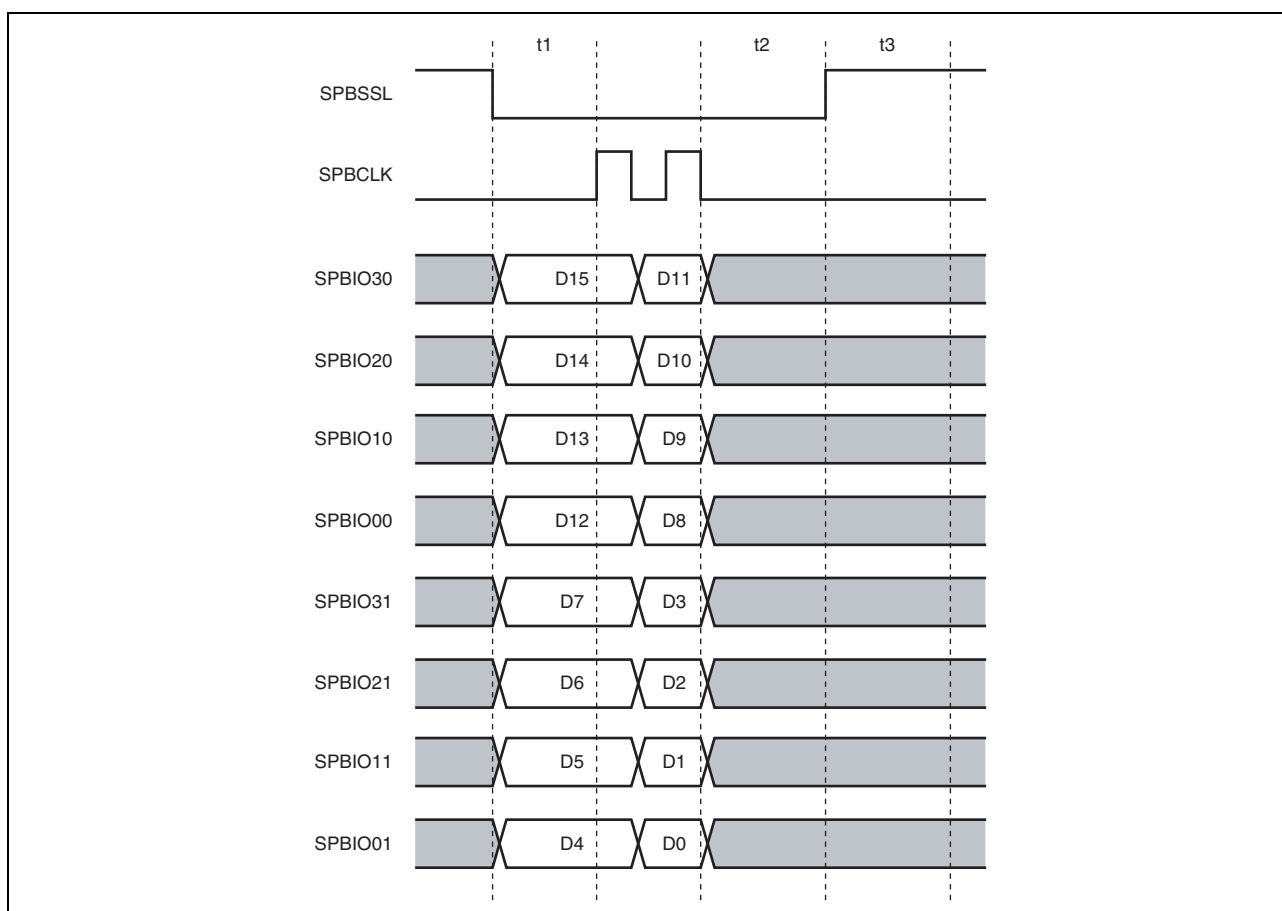 t1 t2 t3
SPBSSL
SPBCLK
SPBIO30 D15 D11
SPBIO20 D14 D10
SPBIO10 D13 D9
SPBIO00 D12 D8
SPBIO31 D7 D3
SPBIO21 D6 D2
SPBIO11 D5 D1
SPBIO01 D4 D0